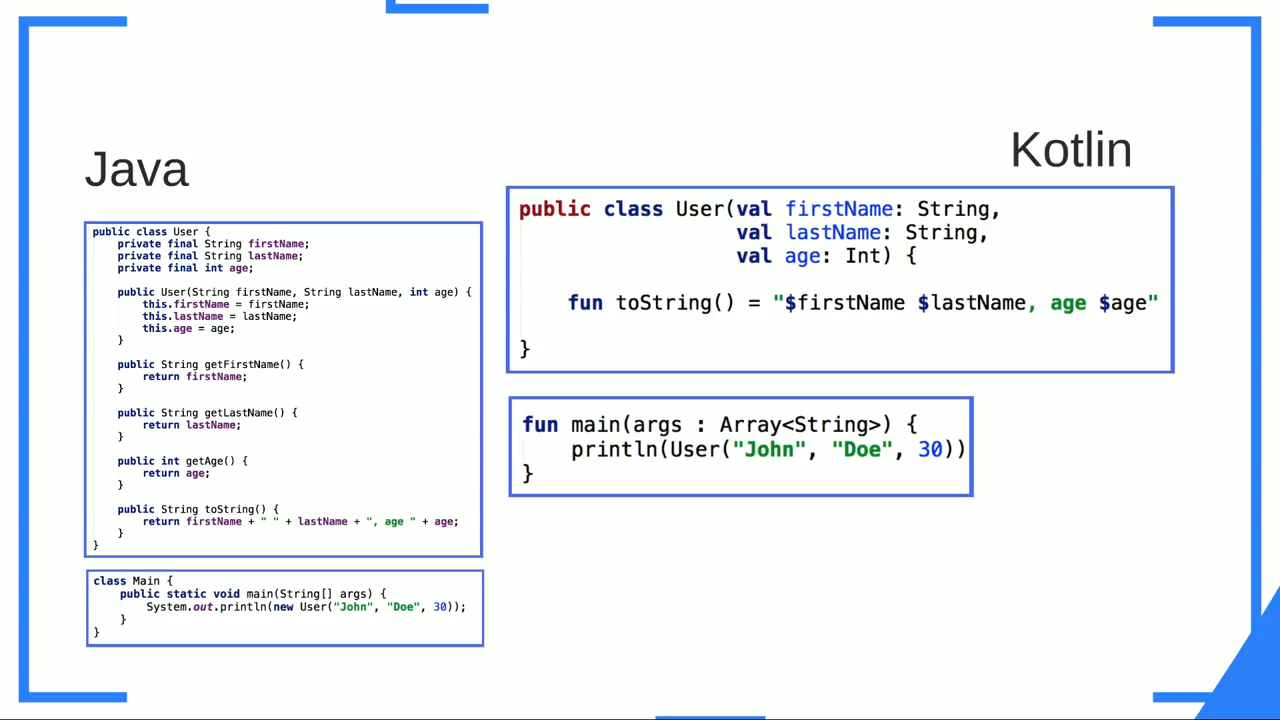 Java
public class User {
    private final String firstName;
    private final String lastName;
    private final int age;
    public User(String firstName, String lastName, int age) {
        this.firstName = firstName;
        this.lastName = lastName;
        this.age = age;
    }
    public String getFirstName() {
        return firstName;
    }
    public String getLastName() {
        return lastName;
    }
    public int getAge() {
        return age;
    }
    public String toString() {
        return firstName + " " + lastName + ", age " + age;
    }
}
class Main {
    public static void main(String[] args) {
        System.out.println(new User("John", "Doe", 30));
    }
}
Kotlin
public class User(val firstName: String,
                  val lastName: String,
                  val age: Int) {
    fun toString() = "$firstName $lastName, age $age"
}
fun main(args : Array<String>) {
    println(User("John", "Doe", 30))
}